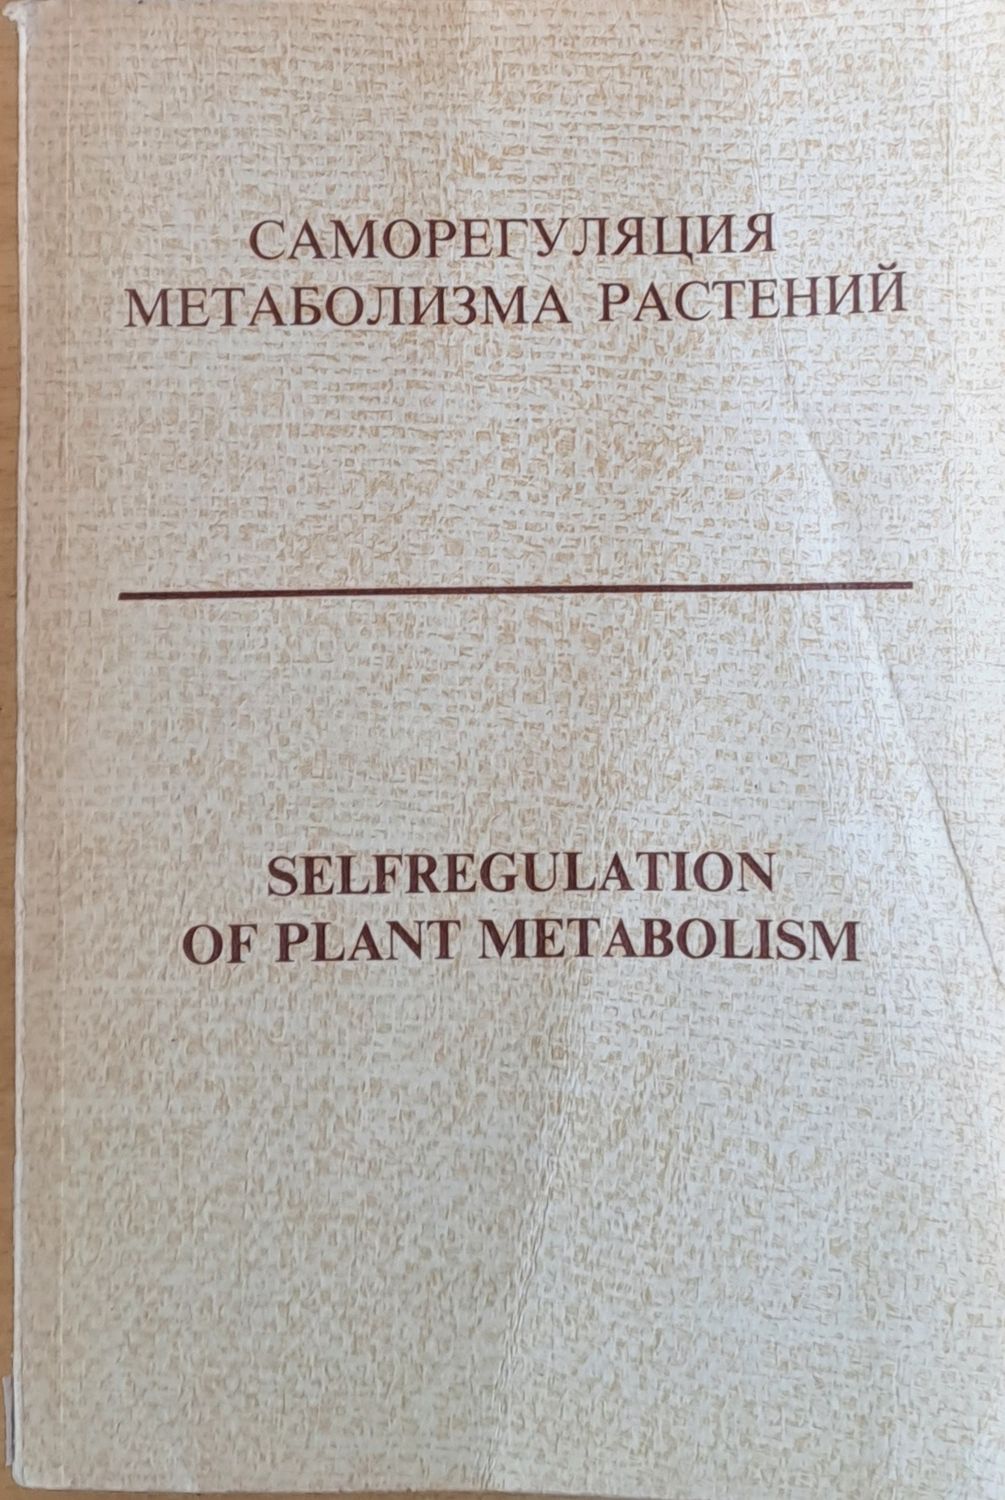 САМОРЕГУЛЯЦИЯ
МЕТАБОЛИЗМА РАСТЕНИЙ
SELFREGULATION
OF PLANT METABOLISM